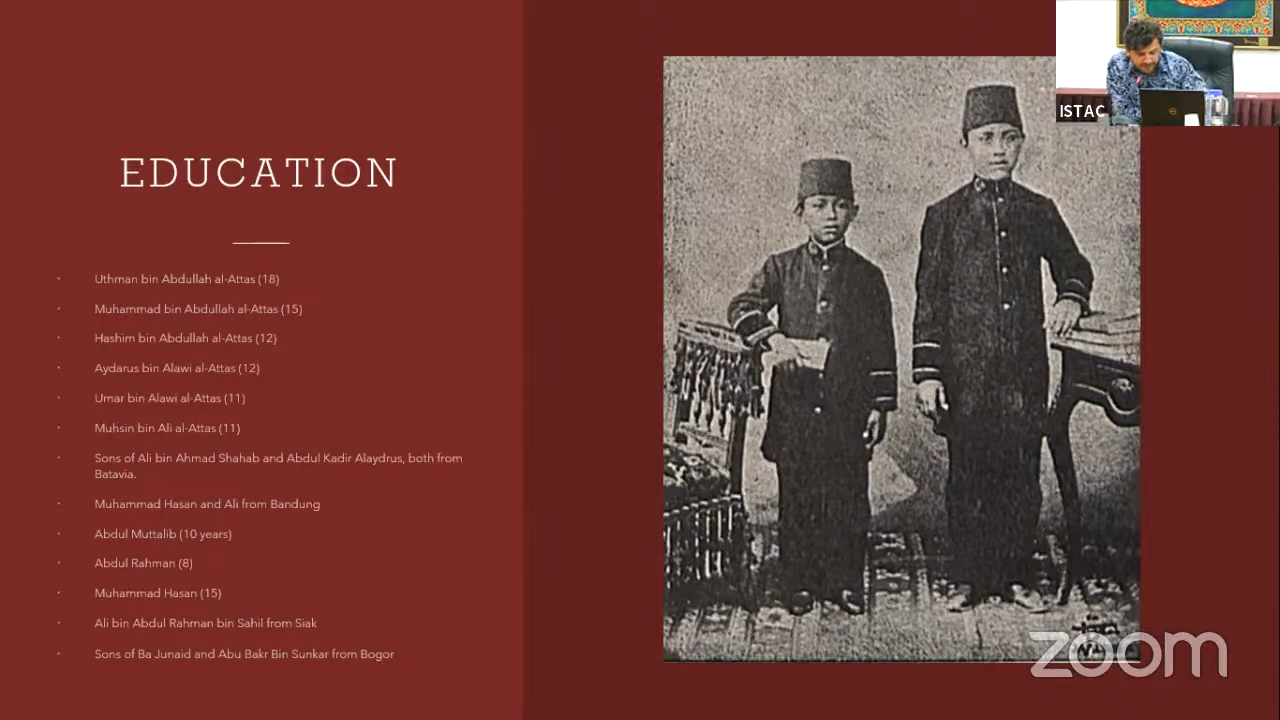 ISTAC
EDUCATION
Uthman bin Abdullah al-Attas (18)
Muhammad bin Abdullah al-Attas (15)
Hashim bin Abdullah al-Attas (12)
Aydarus bin Alawi al-Attas (12)
Umar bin Alawi al-Attas (11)
Muhsin bin Ali al-Attas (11)
Sons of Ali bin Ahmad Shahab and Abdul Kadir Alaydrus, both from
Batavia.
Muhammad Hasan and Ali from Bandung
Abdul Muttalib (10 years)
Abdul Rahman (8)
Muhammad Hasan (15)
Ali bin Abdul Rahman bin Sahil from Siak
Sons of Ba Junaid and Abu Bakr Bin Sunkar from Bogor
zoom